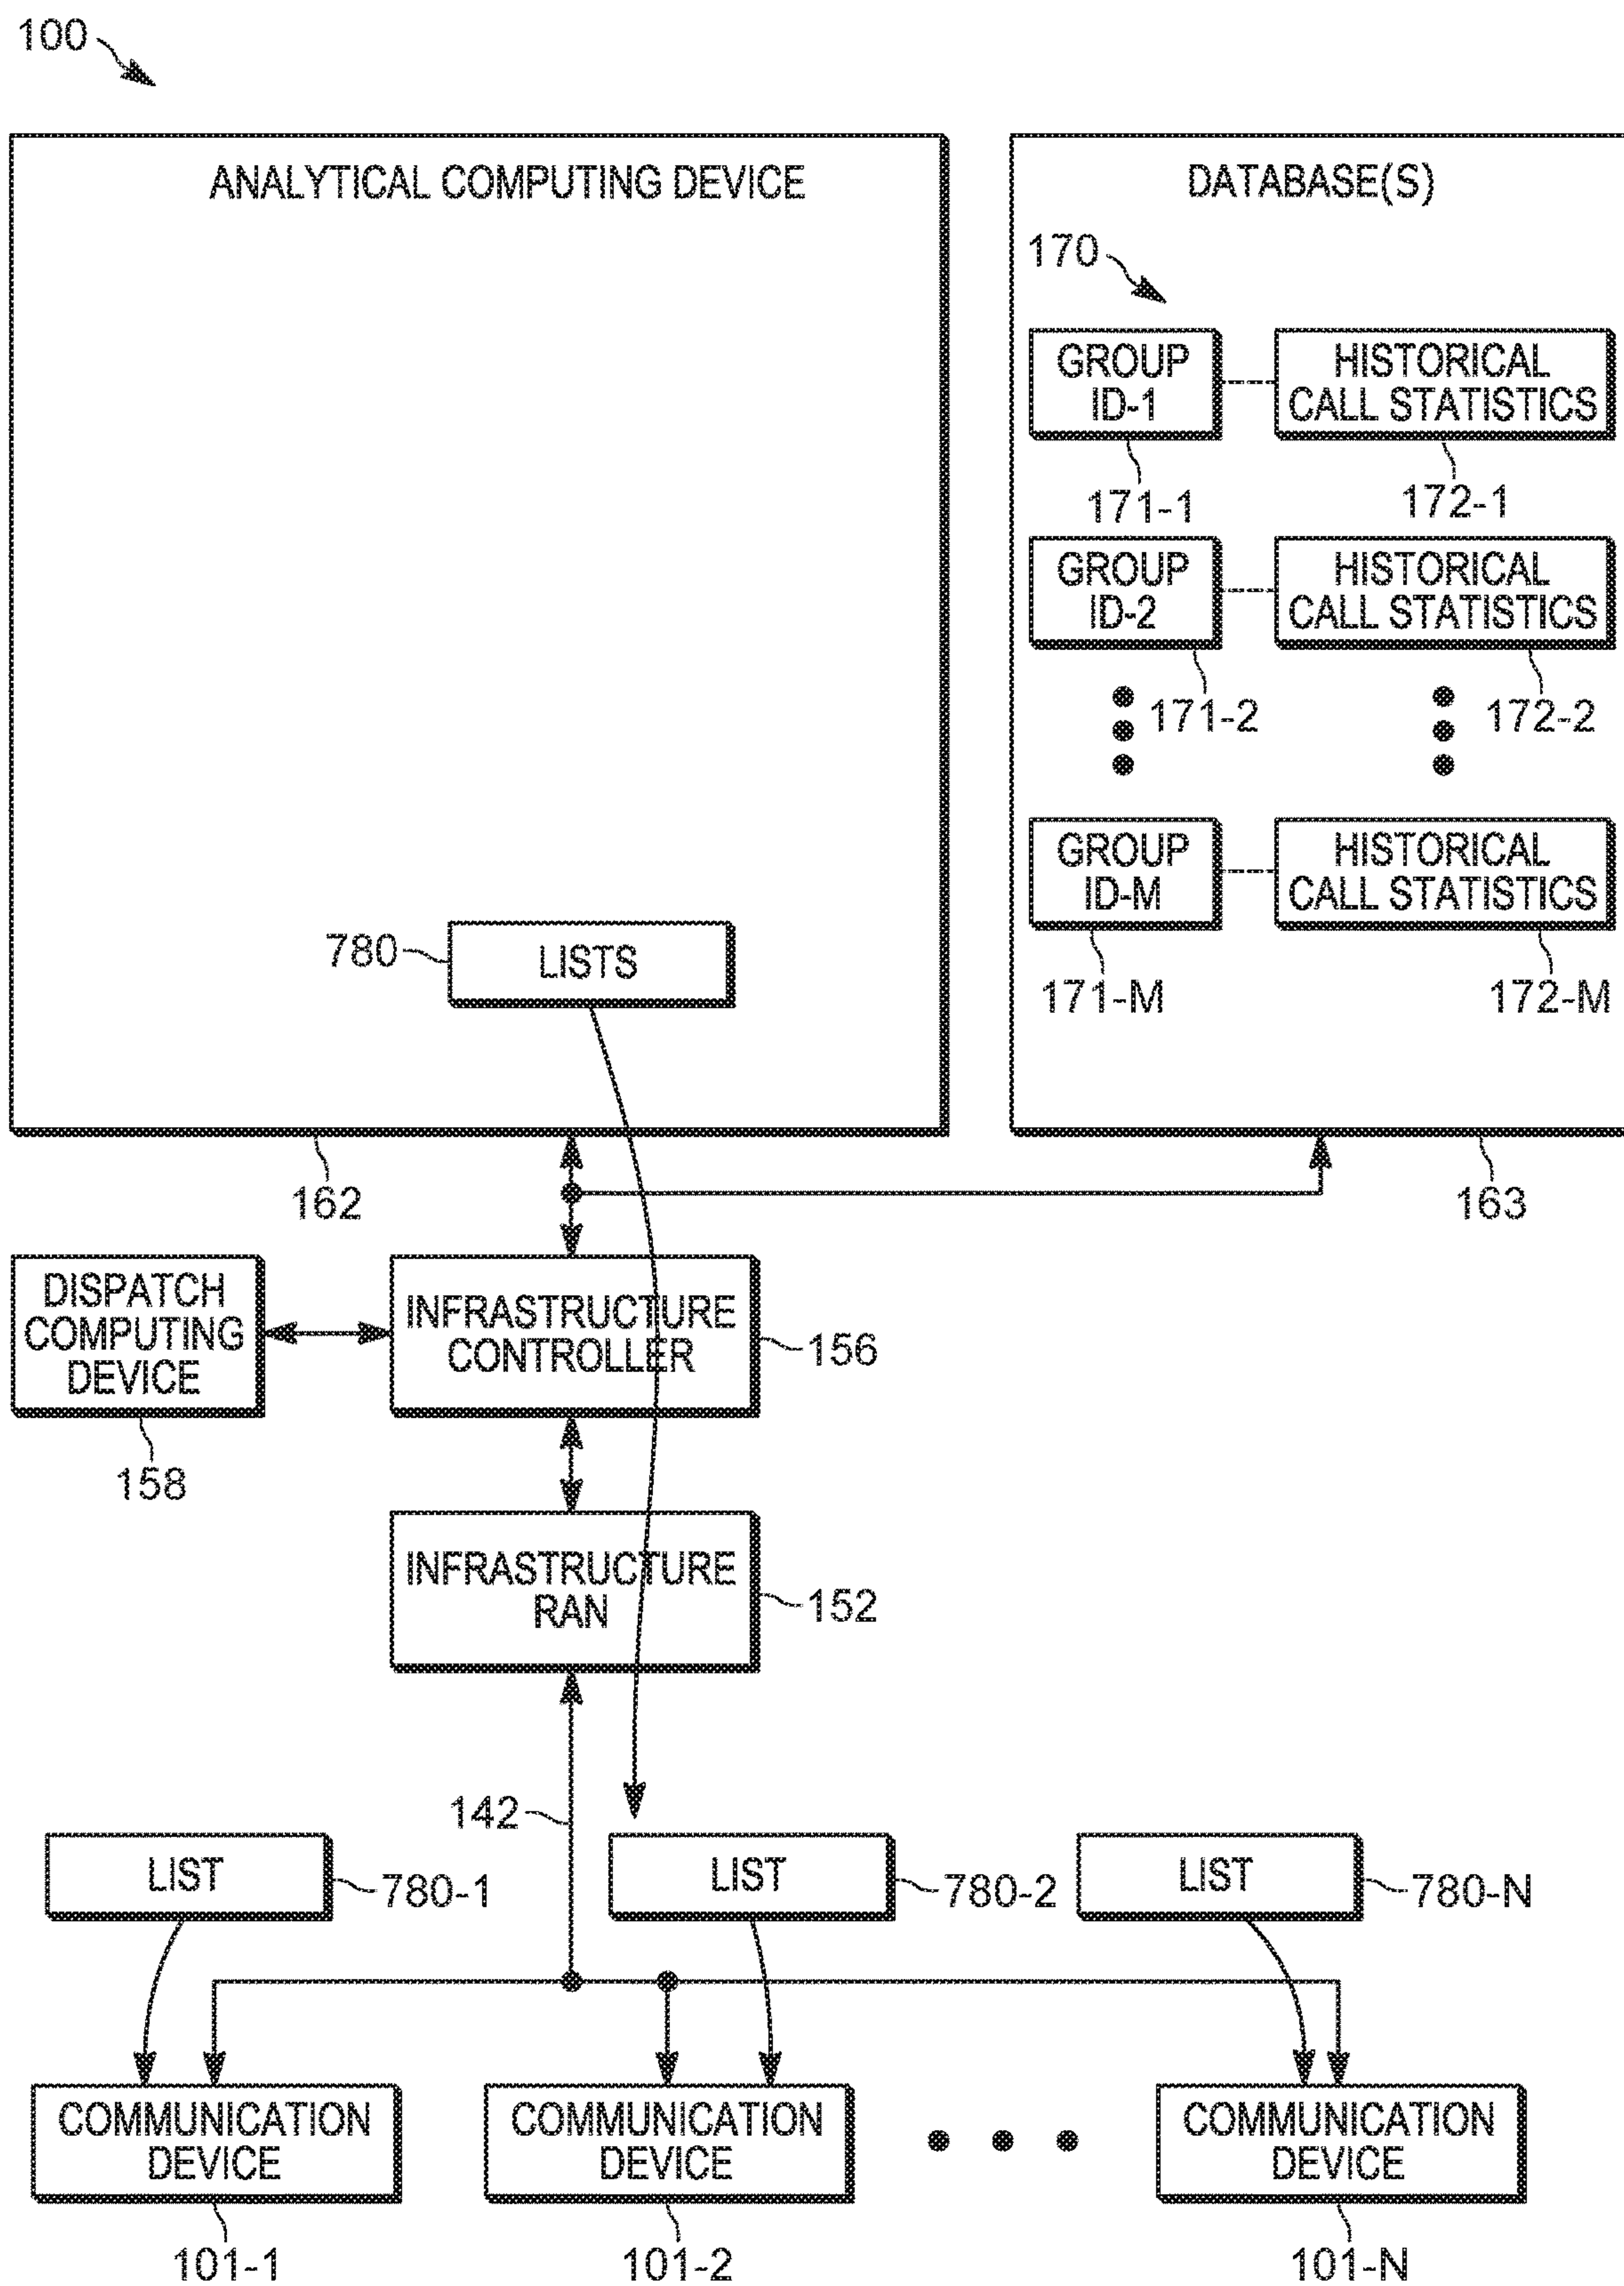 100
ANALYTICAL COMPUTING DEVICE
DATABASE(S)
170
GROUP
ID-1
HISTORICAL
CALL STATISTICS
171-1
172-1
GROUP
ID-2
HISTORICAL
CALL STATISTICS
171-2
172-2
GROUP
ID-M
HISTORICAL
CALL STATISTICS
171-M
172-M
780
LISTS
162
163
DISPATCH
COMPUTING
DEVICE
158
INFRASTRUCTURE
CONTROLLER
156
INFRASTRUCTURE
RAN
152
142
LIST
780-1
LIST
780-2
LIST
780-N
COMMUNICATION
DEVICE
101-1
COMMUNICATION
DEVICE
101-2
COMMUNICATION
DEVICE
101-N